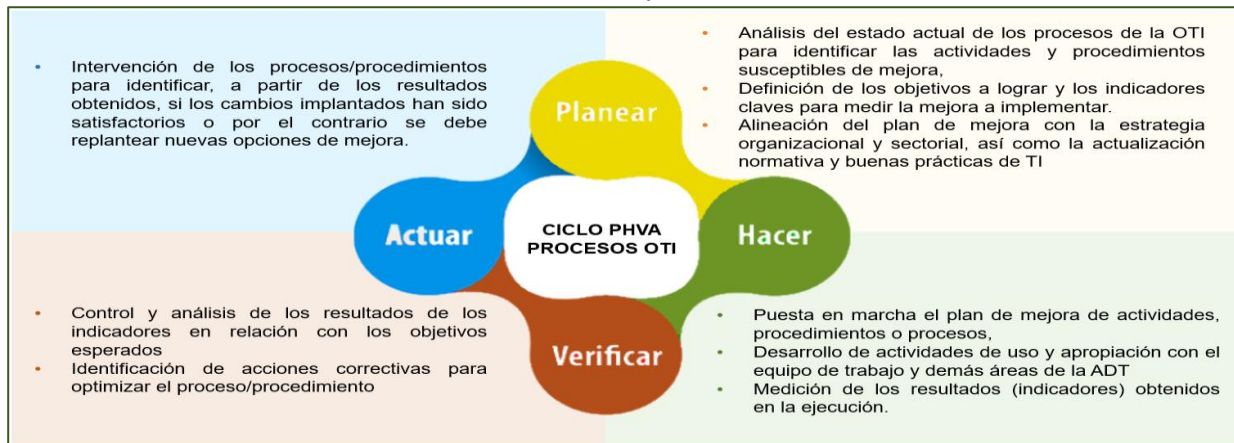 • Intervención de los procesos/procedimientos
para identificar, a partir de los resultados
obtenidos, si los cambios implantados han sido
satisfactorios o por el contrario se debe
replantear nuevas opciones de mejora.
Planear
• Análisis del estado actual de los procesos de la OTI
para identificar las actividades y procedimientos
susceptibles de mejora,
• Definición de los objetivos a lograr y los indicadores
claves para medir la mejora a implementar.
• Alineación del plan de mejora con la estrategia
organizacional y sectorial, así como la actualización
normativa y buenas prácticas de TI
Actuar
CICLO PHVA
PROCESOS OTI
Hacer
• Control y análisis de los resultados de los
indicadores en relación con los objetivos
esperados
• Identificación de acciones correctivas para
optimizar el proceso/procedimiento
Verificar
• Puesta en marcha el plan de mejora de actividades,
procedimientos o procesos,
• Desarrollo de actividades de uso y apropiación con el
equipo de trabajo y demás áreas de la ADT
• Medición de los resultados (indicadores) obtenidos
en la ejecución.